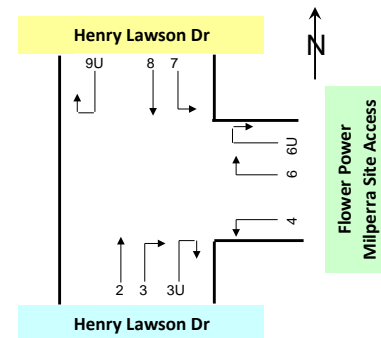 Henry Lawson Dr
N
9U 8 7
6U
6
4
Flower Power
Milperra Site Access
2 3 3U
Henry Lawson Dr